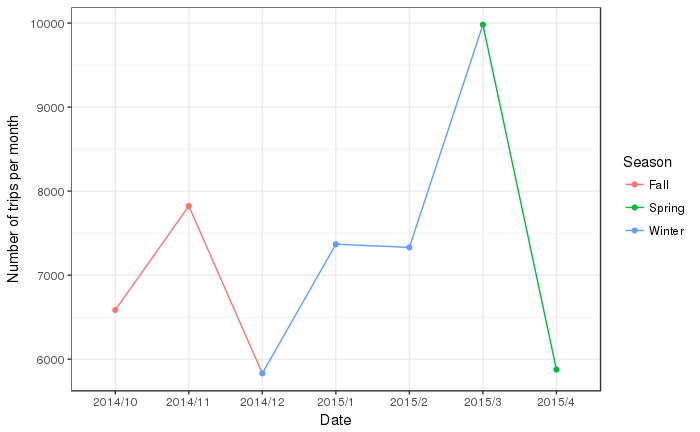 Number of trips per month
10000
9000
8000
7000
6000
2014/10 2014/11 2014/12 2015/1 2015/2 2015/3 2015/4
Date
Season
Fall
Spring
Winter